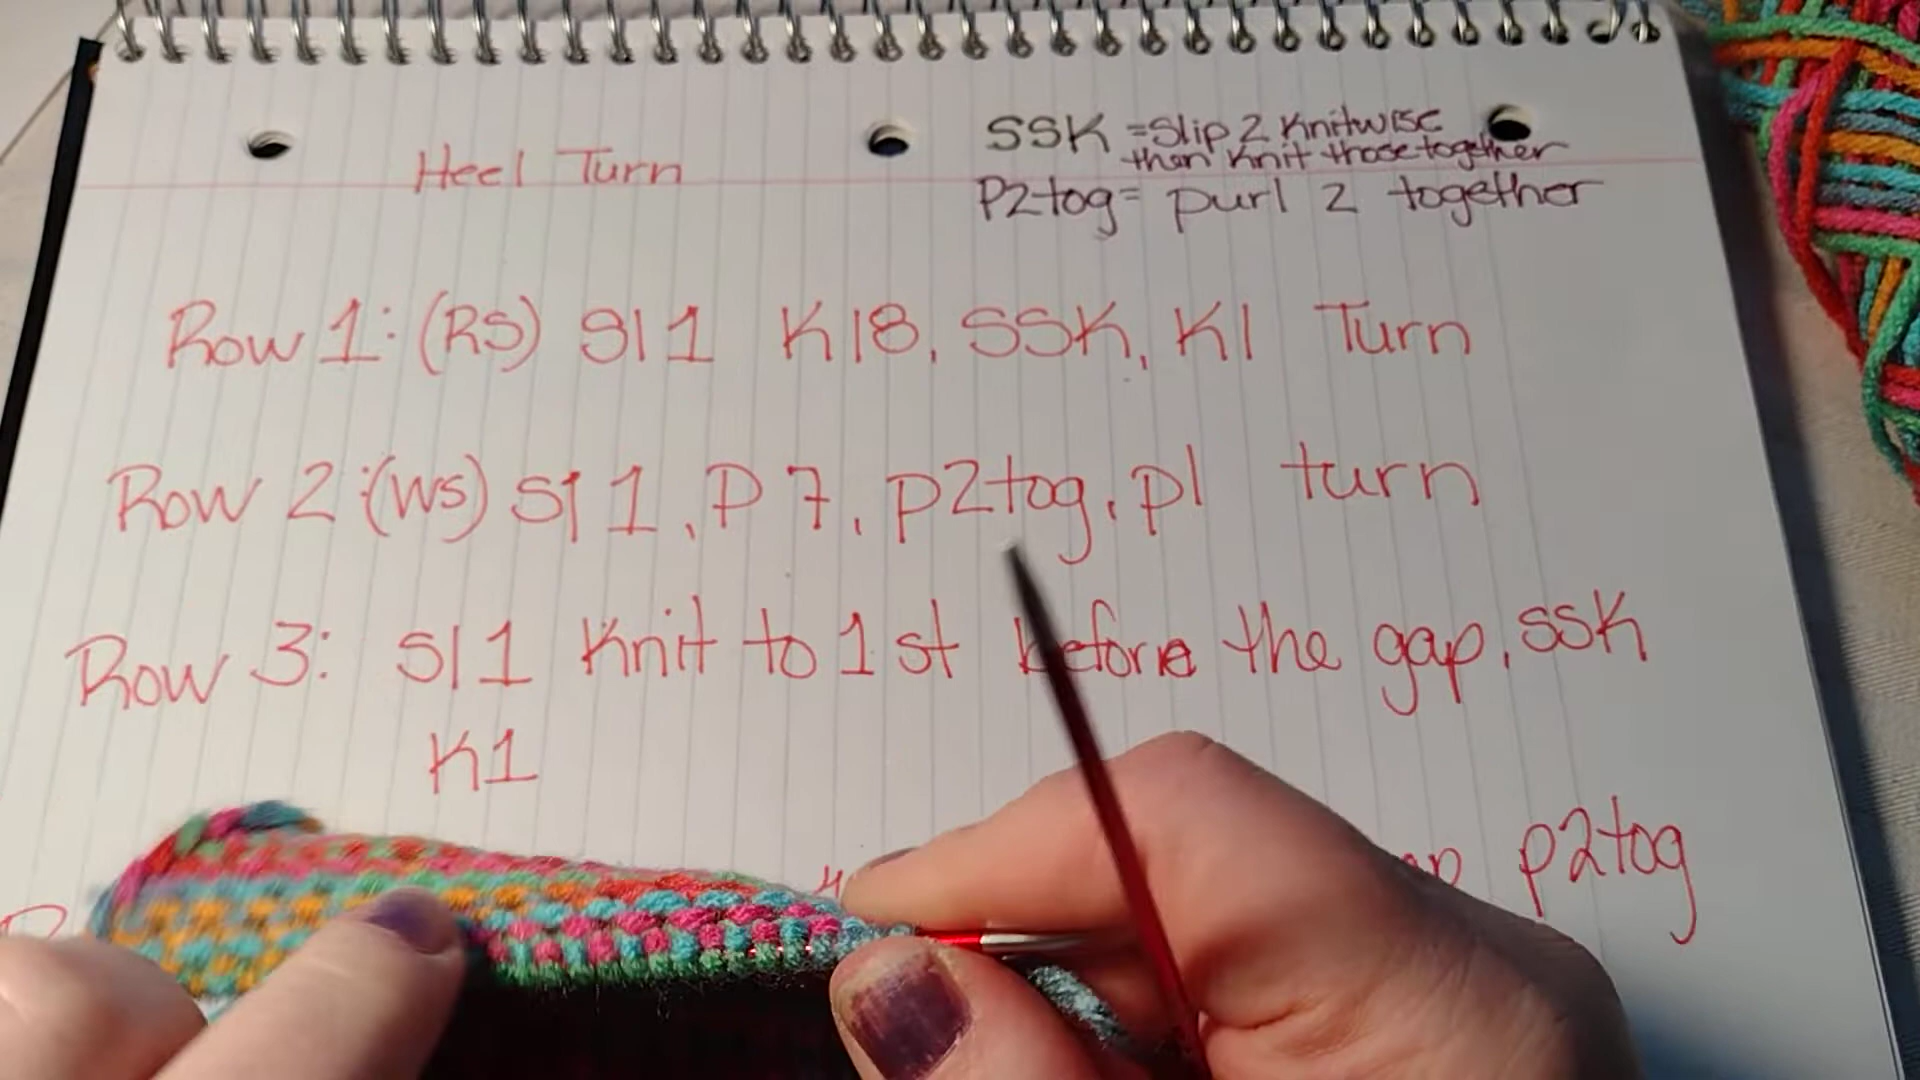 Heel Turn
SSK = Slip 2 Knitwise
then Knit those together
P2tog = purl 2 together
Row 1: (RS) Sl 1 K18, SSK, K1 Turn
Row 2: (WS) Sl 1, P 7, p2tog, p1 turn
Row 3: Sl 1 Knit to 1 st before the gap, SSK
K1
p2tog